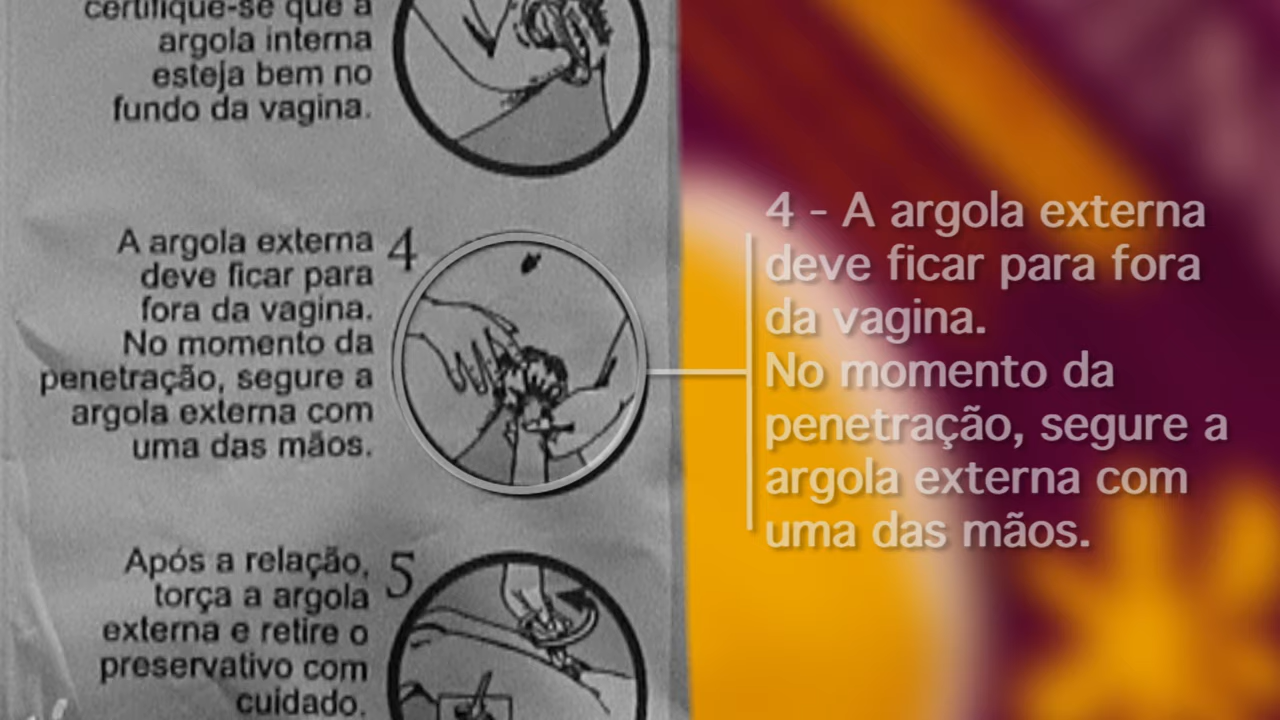 certifique-se que a
argola interna
esteja bem no
fundo da vagina.
A argola externa
deve ficar para
fora da vagina.
No momento da
penetração, segure a
argola externa com
uma das mãos.
4
Após a relação,
torça a argola
externa e retire o
preservativo com
cuidado.
5
4 - A argola externa
deve ficar para fora
da vagina.
No momento da
penetração, segure a
argola externa com
uma das mãos.